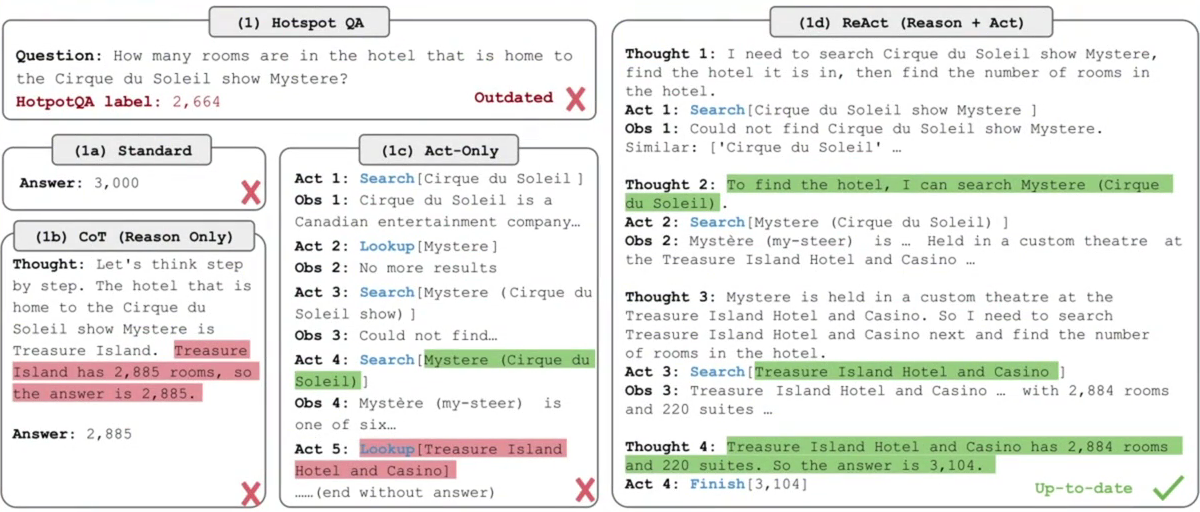 (1) Hotspot QA
Question: How many rooms are in the hotel that is home to
the Cirque du Soleil show Mystere?
HotpotQA label: 2,664
Outdated
(1a) Standard
Answer: 3,000
(1b) CoT (Reason Only)
Thought: Let's think step
by step. The hotel that is
home to the Cirque du
Soleil show Mystere is
Treasure Island. Treasure
Island has 2,885 rooms, so
the answer is 2,885.
Answer: 2,885
(1c) Act-Only
Act 1: Search[Cirque du Soleil ]
Obs 1: Cirque du Soleil is a
Canadian entertainment company…
Act 2: Lookup[Mystere]
Obs 2: No more results
Act 3: Search[Mystere (Cirque du
Soleil show)]
Obs 3: Could not find…
Act 4: Search[Mystere (Cirque du
Soleil)]
Obs 4: Mystère (my-steer) is
one of six…
Act 5: Lookup[Treasure Island
Hotel and Casino]
……(end without answer)
(1d) ReAct (Reason + Act)
Thought 1: I need to search Cirque du Soleil show Mystere,
find the hotel it is in, then find the number of rooms in
the hotel.
Act 1: Search[Cirque du Soleil show Mystere ]
Obs 1: Could not find Cirque du Soleil show Mystere.
Similar: ['Cirque du Soleil' …
Thought 2: To find the hotel, I can search Mystere (Cirque
du Soleil).
Act 2: Search[Mystere (Cirque du Soleil) ]
Obs 2: Mystère (my-steer) is … Held in a custom theatre at
the Treasure Island Hotel and Casino …
Thought 3: Mystere is held in a custom theatre at the
Treasure Island Hotel and Casino. So I need to search
Treasure Island Hotel and Casino next and find the number
of rooms in the hotel.
Act 3: Search[Treasure Island Hotel and Casino ]
Obs 3: Treasure Island Hotel and Casino … with 2,884 rooms
and 220 suites …
Thought 4: Treasure Island Hotel and Casino has 2,884 rooms
and 220 suites. So the answer is 3,104.
Act 4: Finish[3,104]
Up-to-date